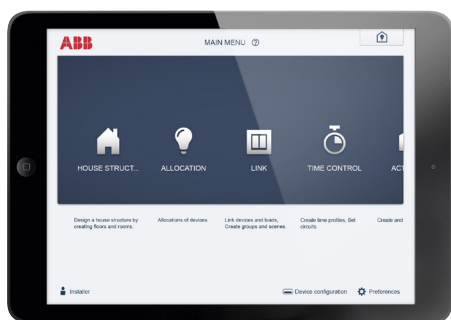 ABB
MAIN MENU ?
HOUSE STRUCT...
ALLOCATION
LINK
TIME CONTROL
ACT
Design a house structure by
creating floors and rooms.
Allocations of devices
Link devices and loads,
Create groups and scenes.
Create time profiles, Set
circuits
Create and
Installer
Device configuration
Preferences